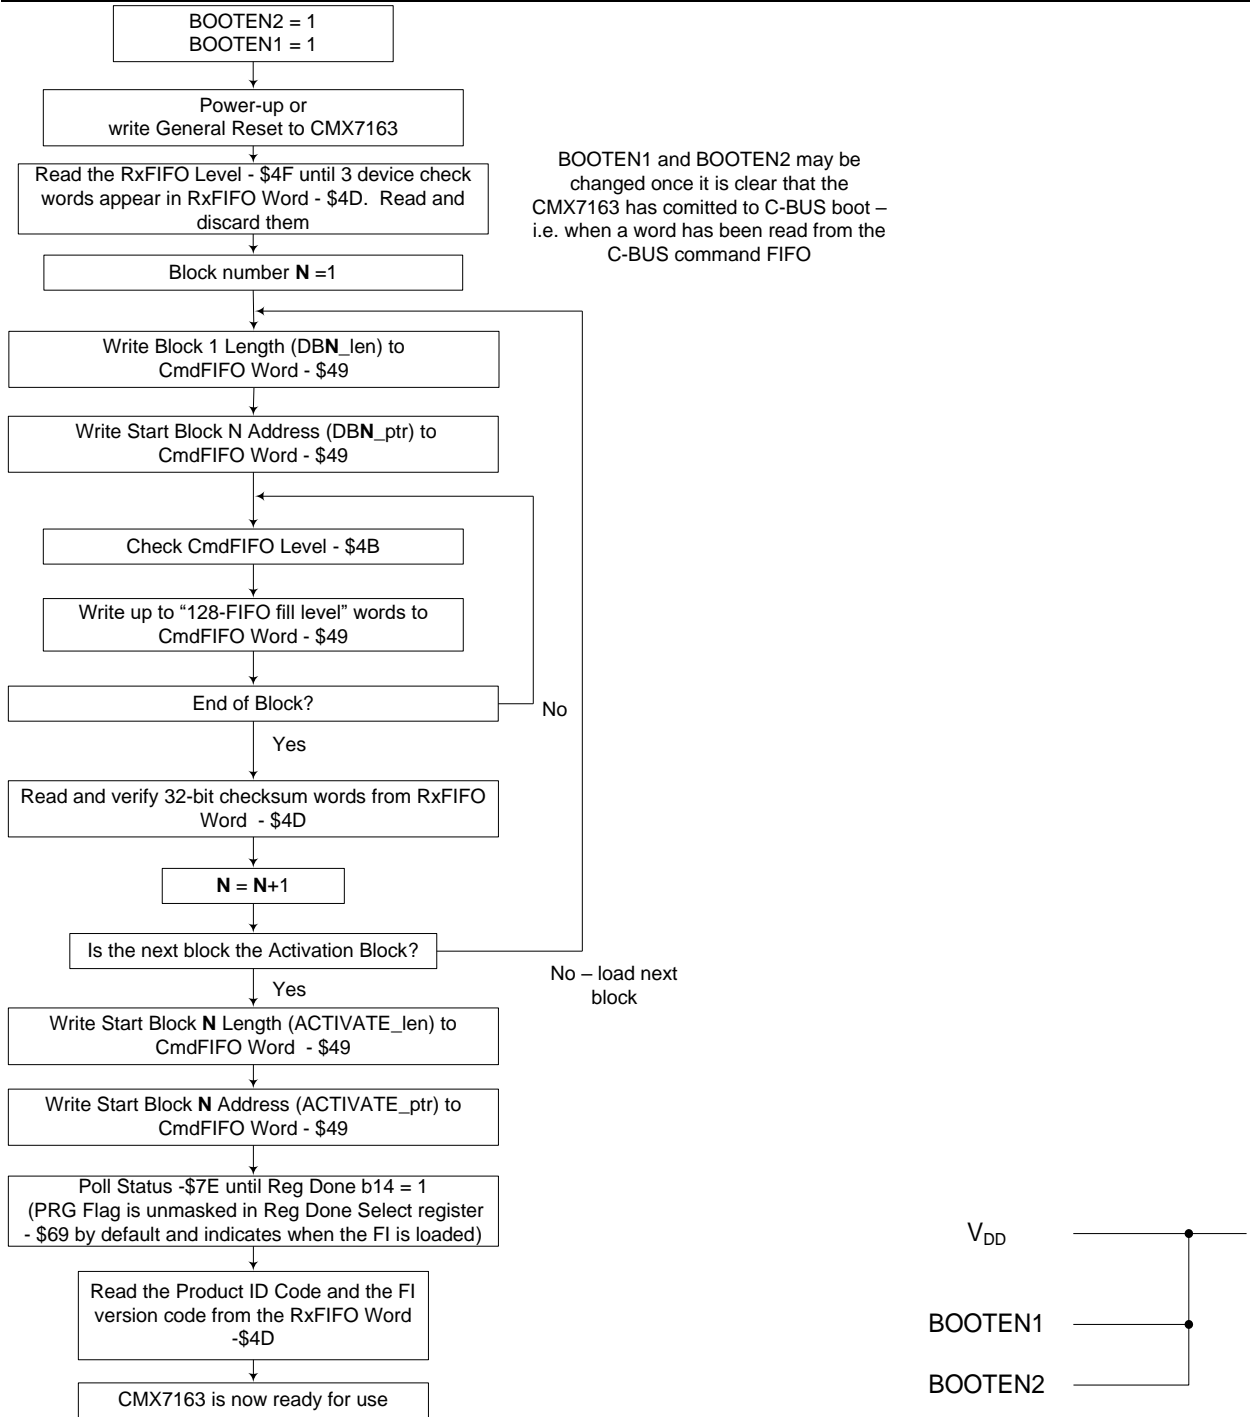 BOOTEN2 = 1
BOOTEN1 = 1
Power-up or
write General Reset to CMX7163
Read the RxFIFO Level - $4F until 3 device check
words appear in RxFIFO Word - $4D.  Read and
discard them
BOOTEN1 and BOOTEN2 may be
changed once it is clear that the
CMX7163 has comitted to C-BUS boot –
i.e. when a word has been read from the
C-BUS command FIFO
Block number N =1
Write Block 1 Length (DBN_len) to
CmdFIFO Word - $49
Write Start Block N Address (DBN_ptr) to
CmdFIFO Word - $49
Check CmdFIFO Level - $4B
Write up to “128-FIFO fill level” words to
CmdFIFO Word - $49
End of Block?
No
Yes
Read and verify 32-bit checksum words from RxFIFO
Word  - $4D
N = N+1
Is the next block the Activation Block?
No – load next
block
Yes
Write Start Block N Length (ACTIVATE_len) to
CmdFIFO Word  - $49
Write Start Block N Address (ACTIVATE_ptr) to
CmdFIFO Word - $49
Poll Status -$7E until Reg Done b14 = 1
(PRG Flag is unmasked in Reg Done Select register
- $69 by default and indicates when the FI is loaded)
Read the Product ID Code and the FI
version code from the RxFIFO Word
-$4D
CMX7163 is now ready for use
VDD
BOOTEN1
BOOTEN2